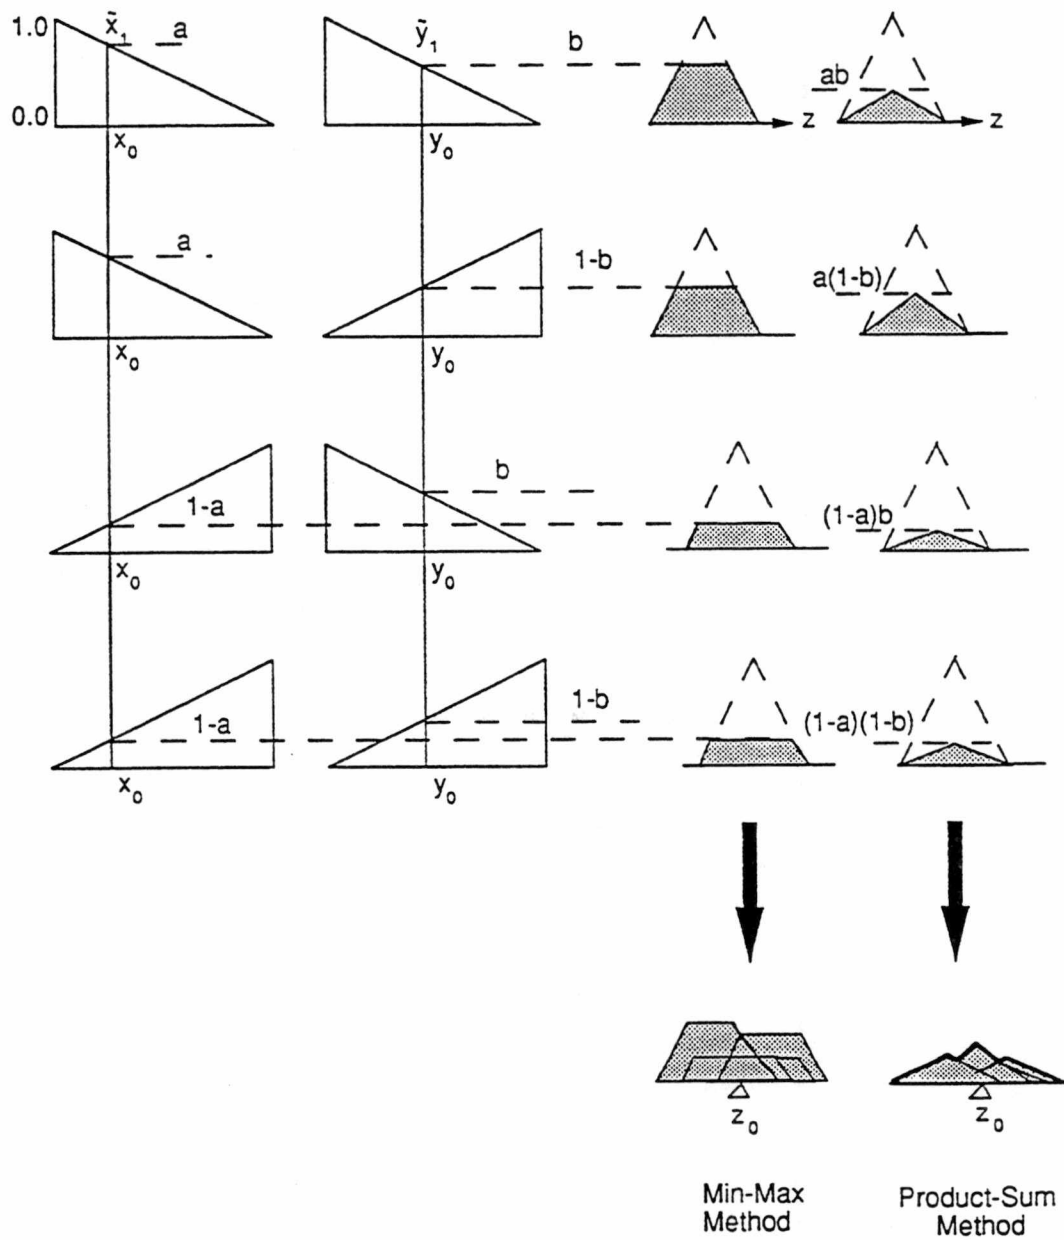 1.0 x̃₁ a ỹ₁ b ab
0.0 z z
x₀ y₀
a 1-b a(1-b)
x₀ y₀
1-a b (1-a)b
x₀ y₀
1-a 1-b (1-a)(1-b)
x₀ y₀
z₀ z₀
Min-Max
Method
Product-Sum
Method